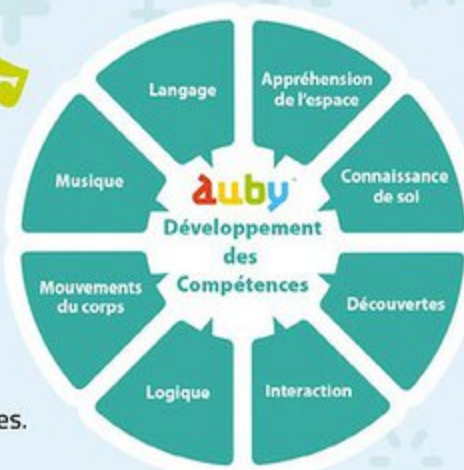 Langage
Appréhension
de l'espace
Musique
Connaissance
de soi
auby
Développement
des
Compétences
Mouvements
du corps
Découvertes
Logique
Interaction
es.